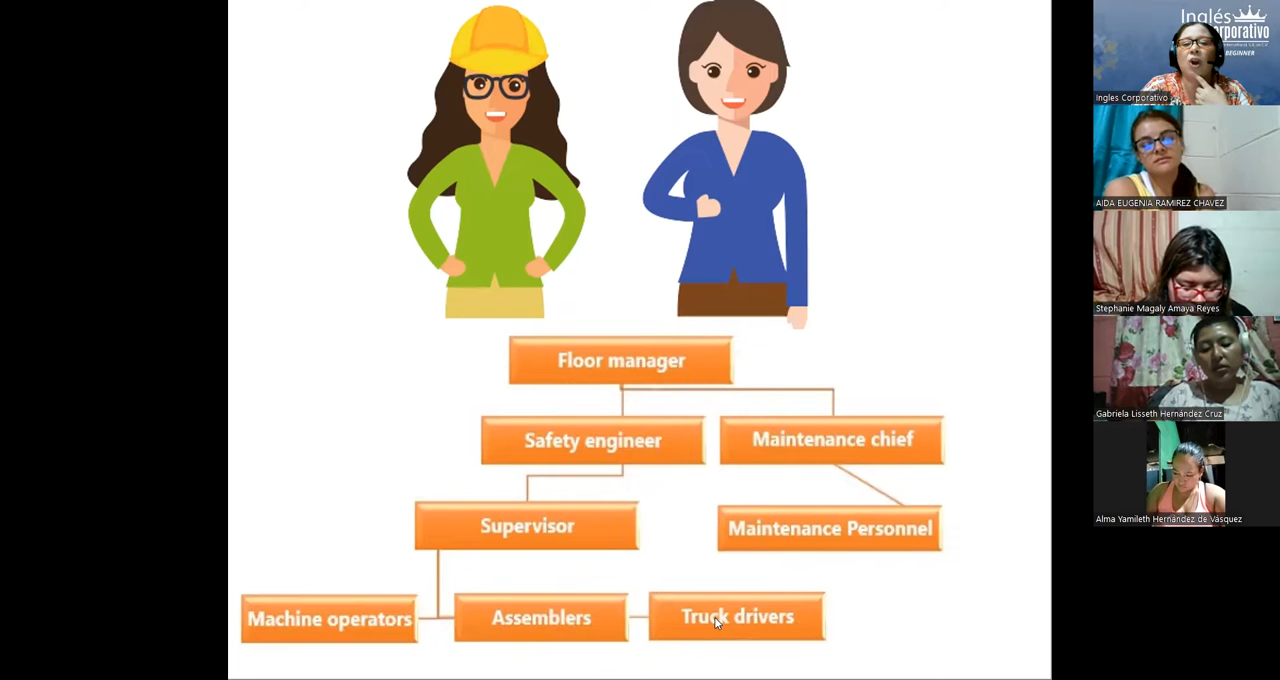 Floor manager
Safety engineer
Maintenance chief
Supervisor
Maintenance Personnel
Machine operators
Assemblers
Truck drivers
Inglés
Corporativo
BEGINNER
Ingles Corporativo
AIDA EUGENIA RAMIREZ CHAVEZ
Stephanie Magaly Amaya Reyes
Gabriela Lisseth Hernández Cruz
Alma Yamileth Hernández de Vásquez